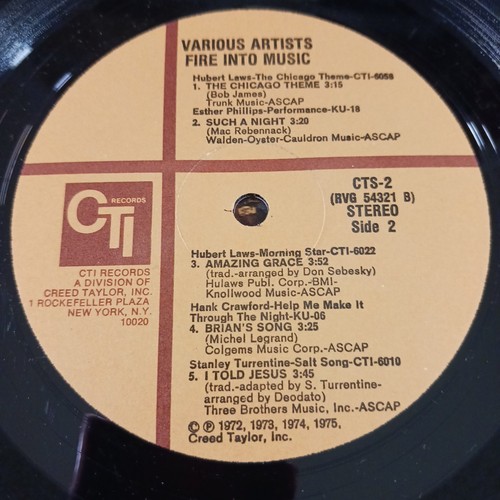 VARIOUS ARTISTS
FIRE INTO MUSIC
Hubert Laws-The Chicago Theme-CTI-6058
1. THE CHICAGO THEME 3:15
(Bob James)
Trunk Music-ASCAP
Esther Phillips-Performance-KU-18
2. SUCH A NIGHT 3:20
(Mac Rebennack)
Walden-Oyster-Cauldron Music-ASCAP
CTS-2
(RVG 54321 B)
STEREO
Side 2
CTI RECORDS
CTI RECORDS
A DIVISION OF
CREED TAYLOR, INC.
1 ROCKEFELLER PLAZA
NEW YORK, N.Y.
10020
Hubert Laws-Morning Star-CTI-6022
3. AMAZING GRACE 3:52
(trad.-arranged by Don Sebesky)
Hulaws Publ. Corp.-BMI-
Knollwood Music-ASCAP
Hank Crawford-Help Me Make It
Through The Night-KU-06
4. BRIAN'S SONG 3:25
(Michel Legrand)
Colgems Music Corp.-ASCAP
Stanley Turrentine-Salt Song-CTI-6010
5. I TOLD JESUS 3:45
(trad.-adapted by S. Turrentine-
arranged by Deodato)
Three Brothers Music, Inc.-ASCAP
© ℗ 1972, 1973, 1974, 1975,
Creed Taylor, Inc.